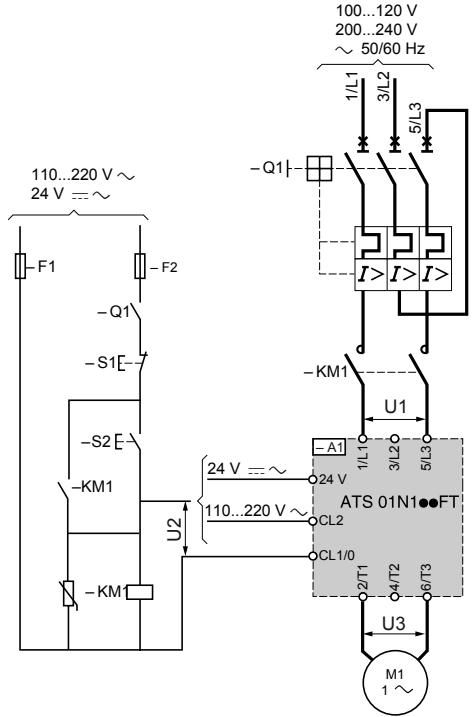 100...120 V
200...240 V
∼ 50/60 Hz
1/L1
3/L2
5/L3
–Q1
110...220 V ∼
24 V ⎓ ∼
–F1
–F2
I>
I>
I>
–Q1
–S1
–KM1
U1
–S2
–A1
1/L1
3/L2
5/L3
24 V ⎓ ∼
24 V
–KM1
ATS 01N1●●FT
110...220 V ∼
CL2
U2
CL1/0
–KM1
2/T1
4/T2
6/T3
U3
M1
1 ∼